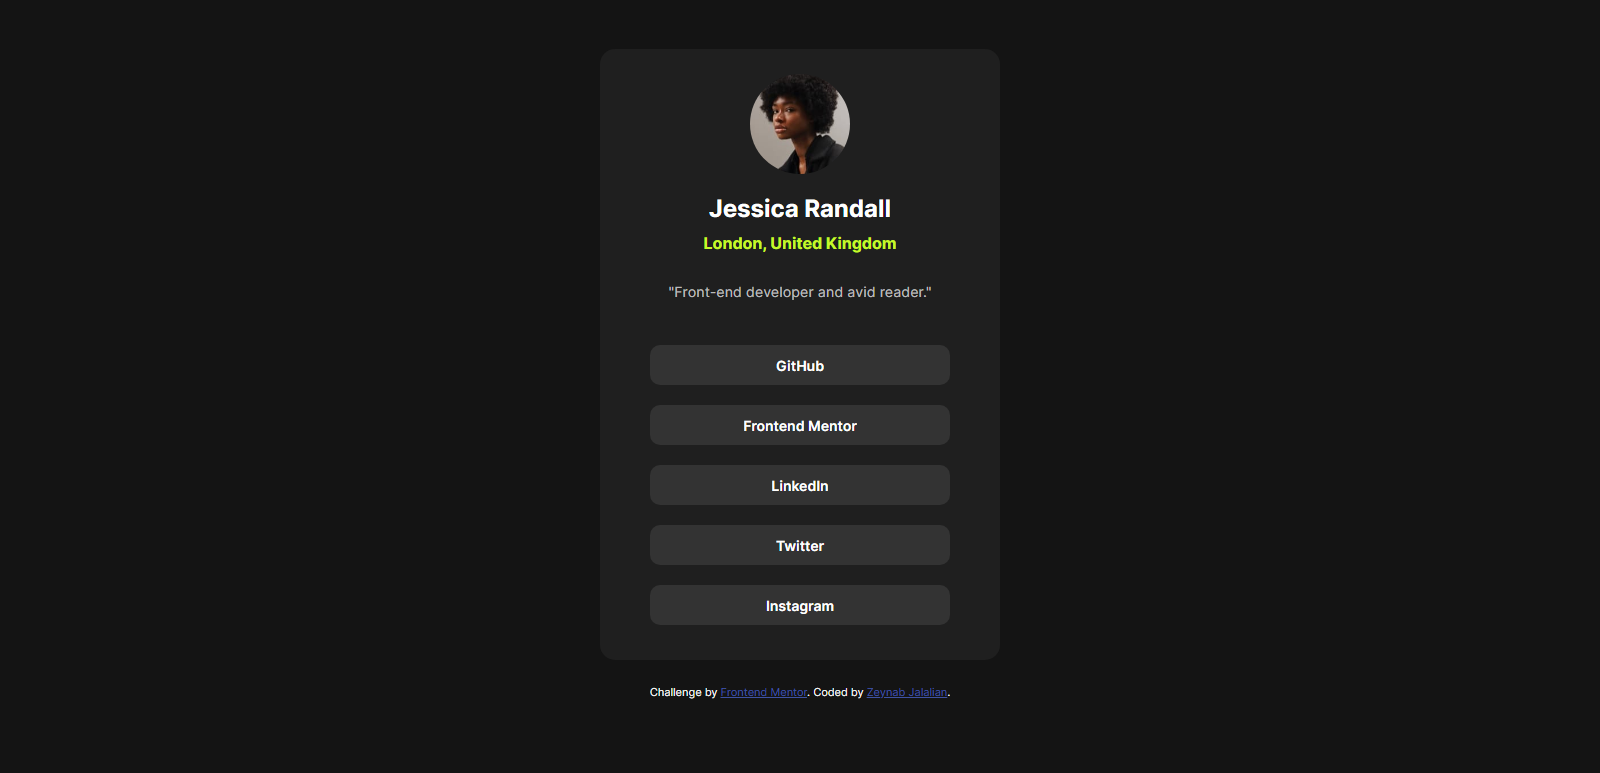 Jessica Randall
London, United Kingdom
"Front-end developer and avid reader."
GitHub
Frontend Mentor
LinkedIn
Twitter
Instagram
Challenge by Frontend Mentor. Coded by Zeynab Jalalian.